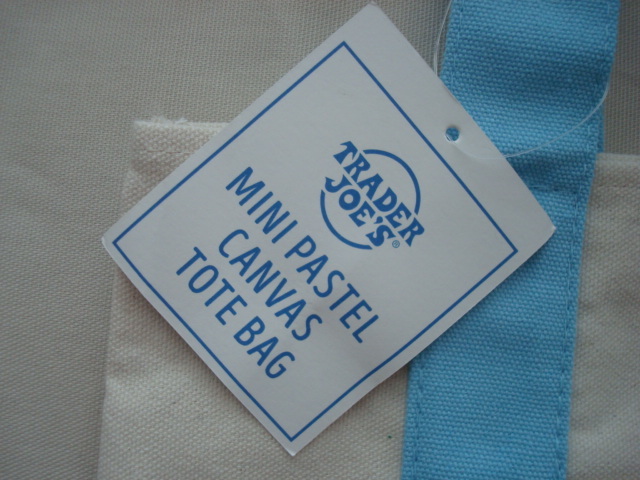 TRADER
JOE'S®
MINI PASTEL
CANVAS
TOTE BAG